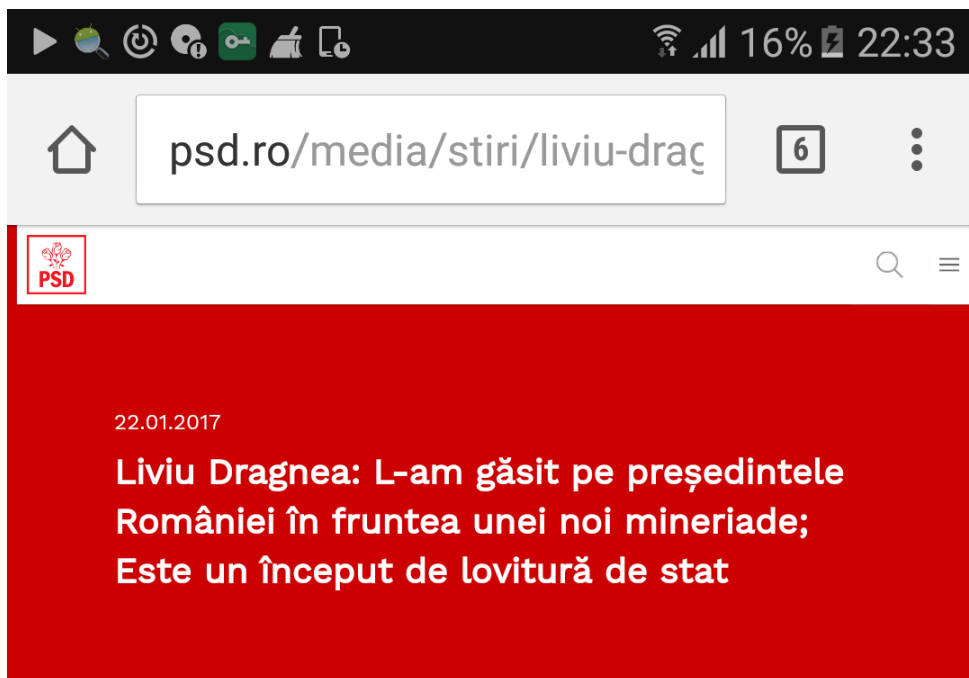 16% 22:33
psd.ro/media/stiri/liviu-drag
6
PSD
22.01.2017
Liviu Dragnea: L-am găsit pe președintele
României în fruntea unei noi mineriade;
Este un început de lovitură de stat